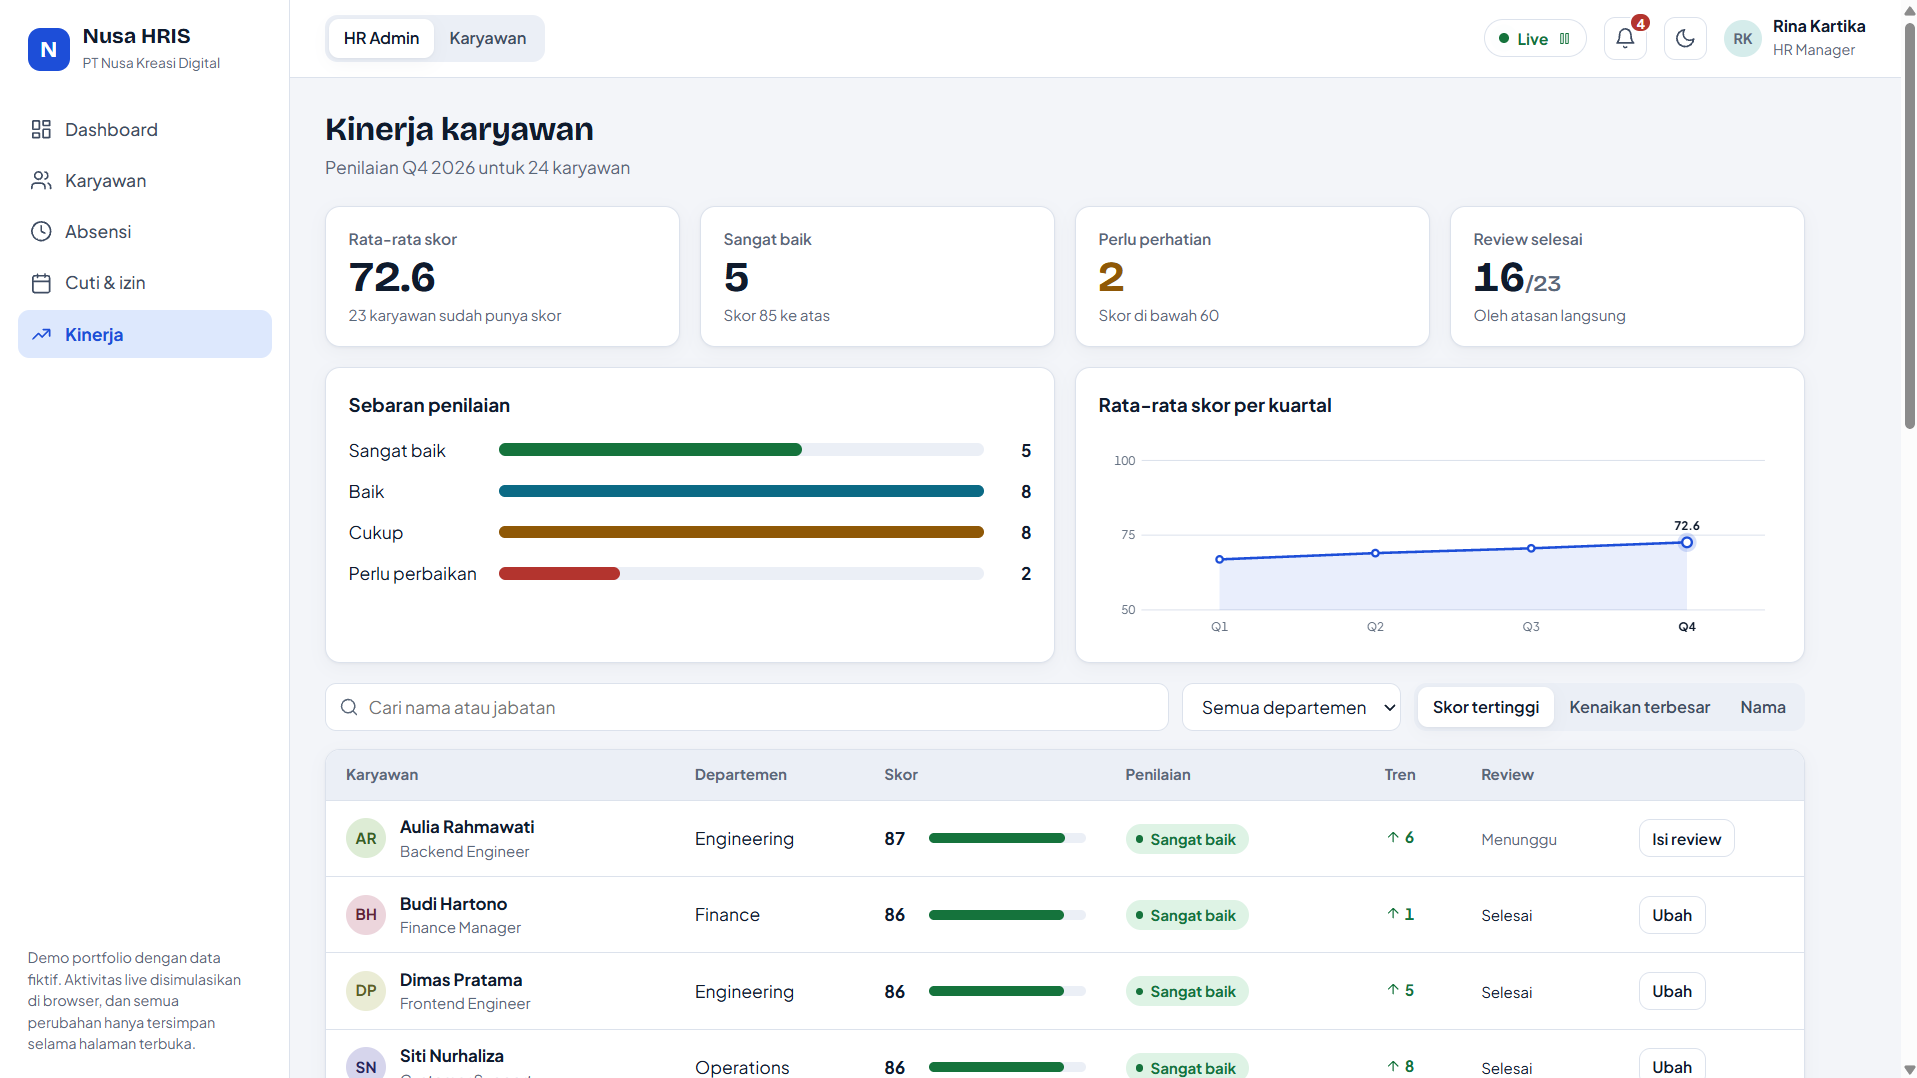 N
Nusa HRIS
PT Nusa Kreasi Digital
Dashboard
Karyawan
Absensi
Cuti & izin
Kinerja
Demo portfolio dengan data
fiktif. Aktivitas live disimulasikan
di browser, dan semua
perubahan hanya tersimpan
selama halaman terbuka.
HR Admin
Karyawan
Live
4
RK
Rina Kartika
HR Manager
Kinerja karyawan
Penilaian Q4 2026 untuk 24 karyawan
Rata-rata skor
72.6
23 karyawan sudah punya skor
Sangat baik
5
Skor 85 ke atas
Perlu perhatian
2
Skor di bawah 60
Review selesai
16/23
Oleh atasan langsung
Sebaran penilaian
Sangat baik 5
Baik 8
Cukup 8
Perlu perbaikan 2
Rata-rata skor per kuartal
100
75
50
72.6
Q1 Q2 Q3 Q4
Cari nama atau jabatan
Semua departemen
Skor tertinggi
Kenaikan terbesar
Nama
Karyawan Departemen Skor Penilaian Tren Review
AR
Aulia Rahmawati
Backend Engineer
Engineering 87 Sangat baik ↑ 6 Menunggu Isi review
BH
Budi Hartono
Finance Manager
Finance 86 Sangat baik ↑ 1 Selesai Ubah
DP
Dimas Pratama
Frontend Engineer
Engineering 86 Sangat baik ↑ 5 Selesai Ubah
SN
Siti Nurhaliza
Operations 86 Sangat baik ↑ 8 Selesai Ubah